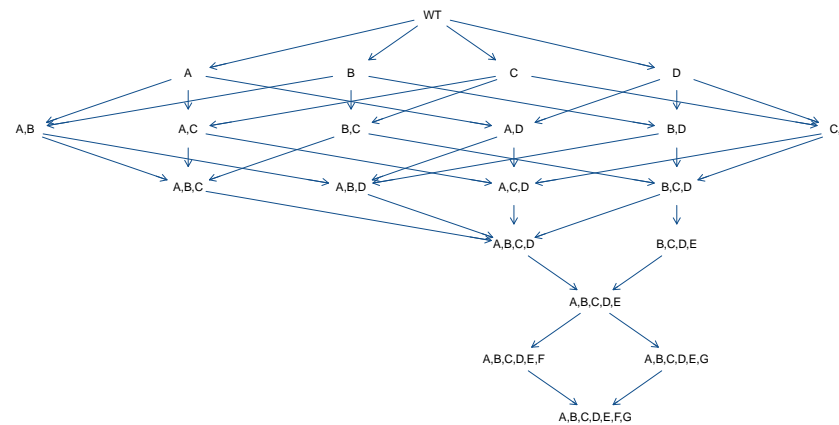 WT
A
B
C
D
A,B
A,C
B,C
A,D
B,D
C,
A,B,C
A,B,D
A,C,D
B,C,D
A,B,C,D
B,C,D,E
A,B,C,D,E
A,B,C,D,E,F
A,B,C,D,E,G
A,B,C,D,E,F,G